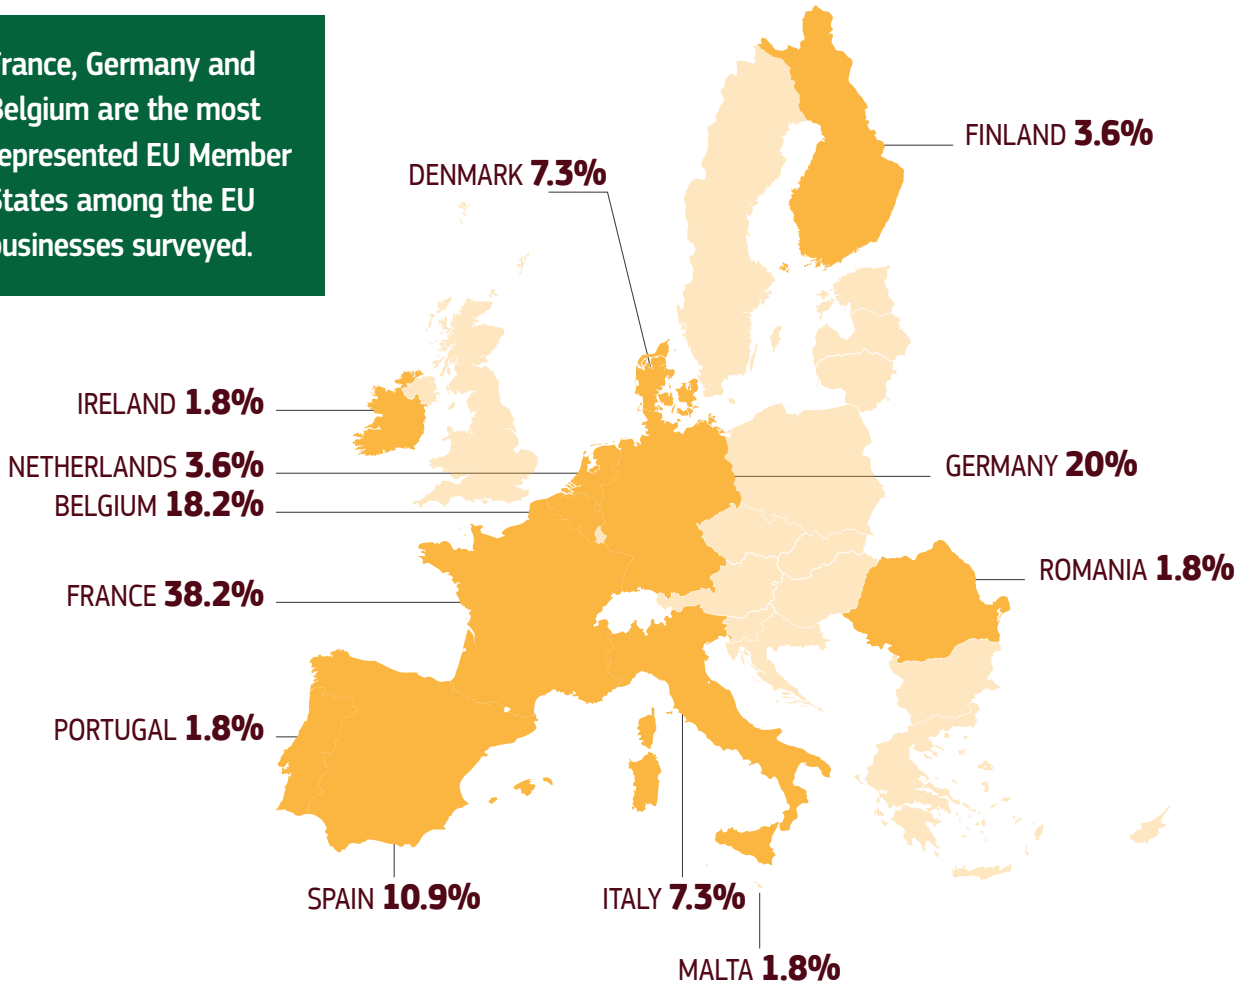 rance, Germany and
elgium are the most
epresented EU Member
tates among the EU
usinesses surveyed.
FINLAND 3.6%
DENMARK 7.3%
IRELAND 1.8%
NETHERLANDS 3.6%
GERMANY 20%
BELGIUM 18.2%
ROMANIA 1.8%
FRANCE 38.2%
PORTUGAL 1.8%
SPAIN 10.9%
ITALY 7.3%
MALTA 1.8%